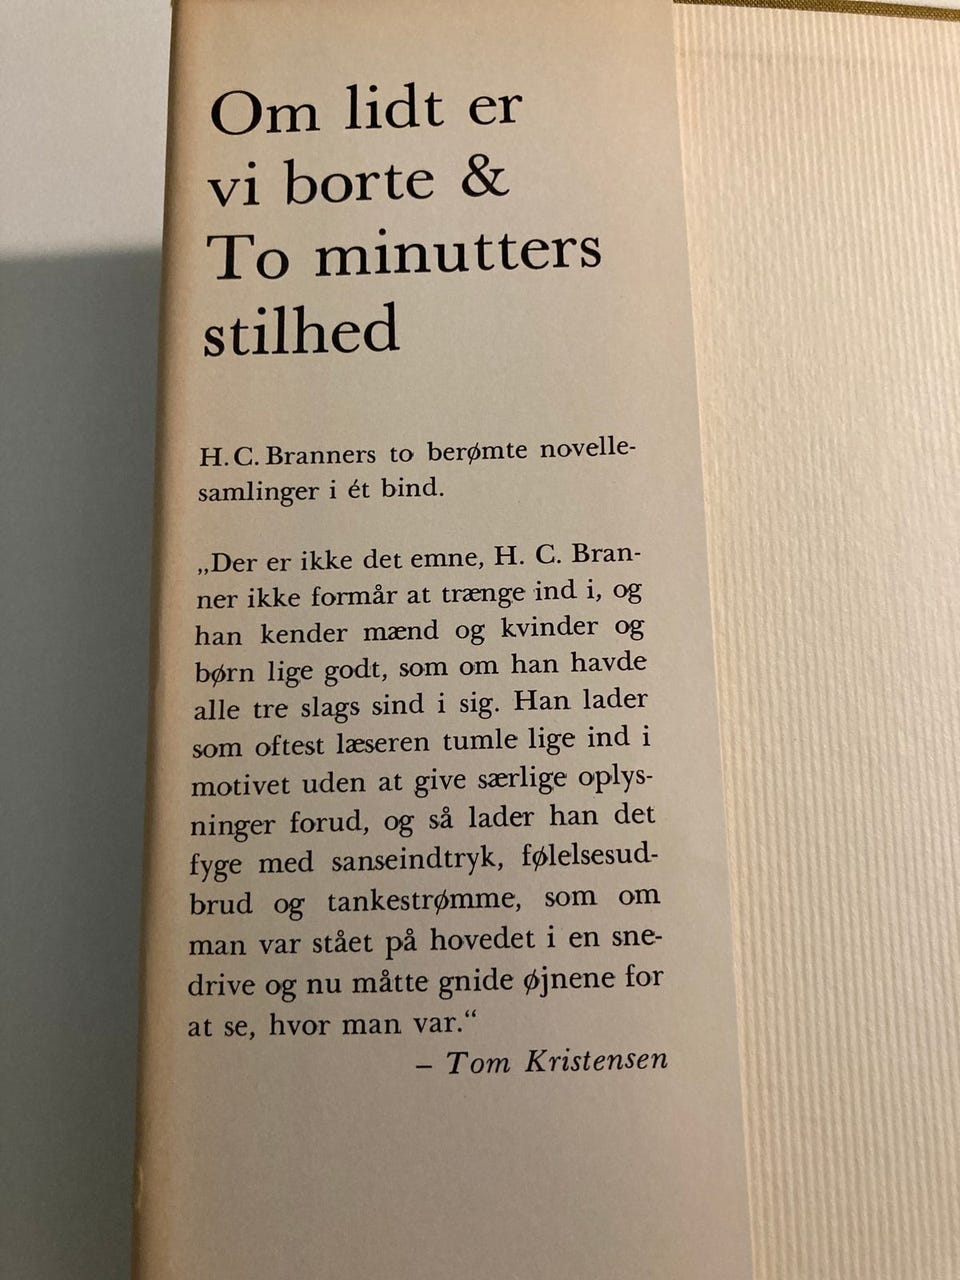 Om lidt er
vi borte &
To minutters
stilhed
H. C. Branners to berømte novelle-
samlinger i ét bind.
„Der er ikke det emne, H. C. Bran-
ner ikke formår at trænge ind i, og
han kender mænd og kvinder og
børn lige godt, som om han havde
alle tre slags sind i sig. Han lader
som oftest læseren tumle lige ind i
motivet uden at give særlige oplys-
ninger forud, og så lader han det
fyge med sanseindtryk, følelsesud-
brud og tankestrømme, som om
man var stået på hovedet i en sne-
drive og nu måtte gnide øjnene for
at se, hvor man var.“
– Tom Kristensen